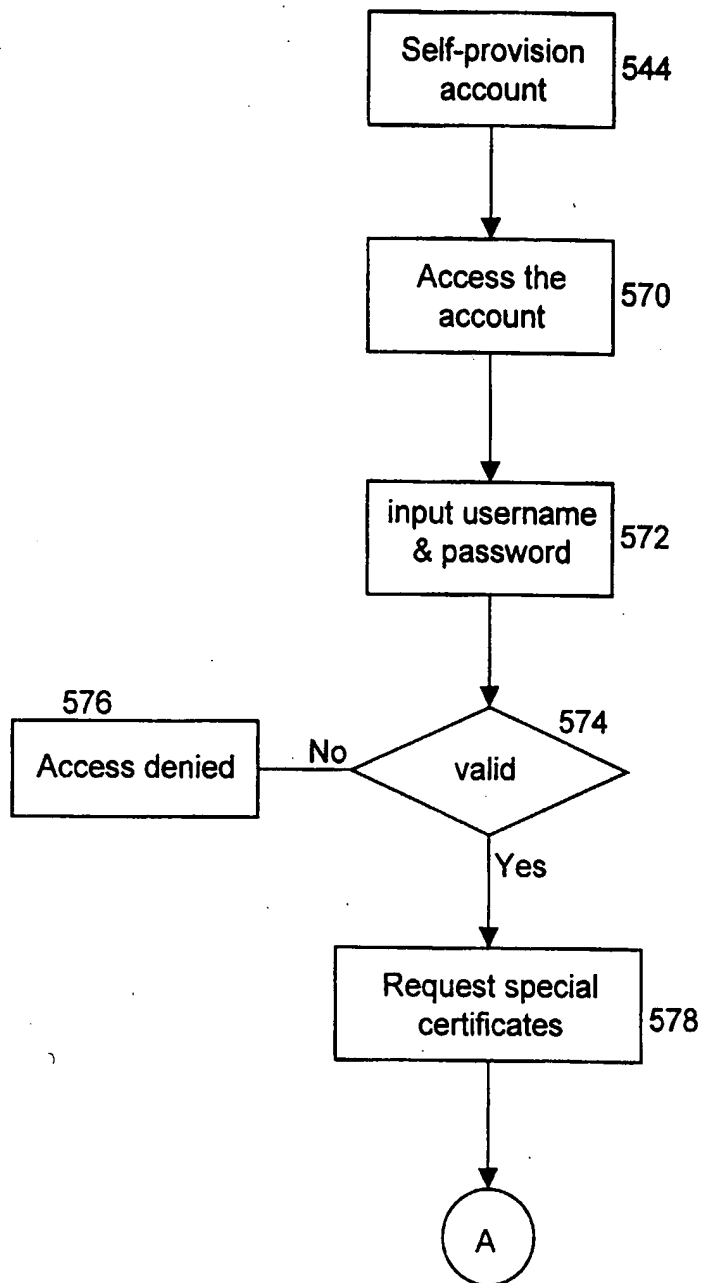 Self-provision
account
544
Access the
account
570
input username
& password
572
576
574
Access denied
No
valid
Yes
Request special
certificates
578
A